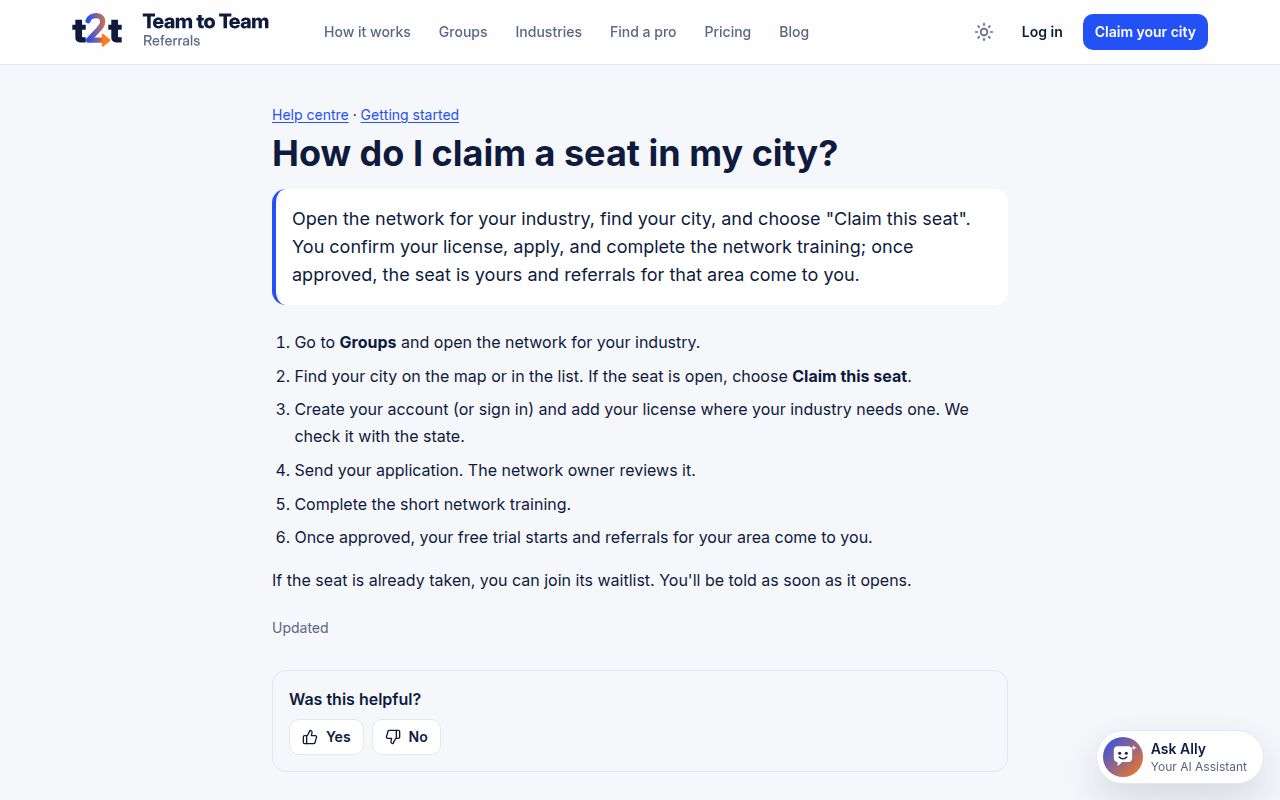 t2t Team to Team
Referrals
How it works
Groups
Industries
Find a pro
Pricing
Blog
Log in
Claim your city
Help centre · Getting started
How do I claim a seat in my city?
Open the network for your industry, find your city, and choose "Claim this seat".
You confirm your license, apply, and complete the network training; once
approved, the seat is yours and referrals for that area come to you.
1. Go to Groups and open the network for your industry.
2. Find your city on the map or in the list. If the seat is open, choose Claim this seat.
3. Create your account (or sign in) and add your license where your industry needs one. We
check it with the state.
4. Send your application. The network owner reviews it.
5. Complete the short network training.
6. Once approved, your free trial starts and referrals for your area come to you.
If the seat is already taken, you can join its waitlist. You'll be told as soon as it opens.
Updated
Was this helpful?
Yes
No
Ask Ally
Your AI Assistant